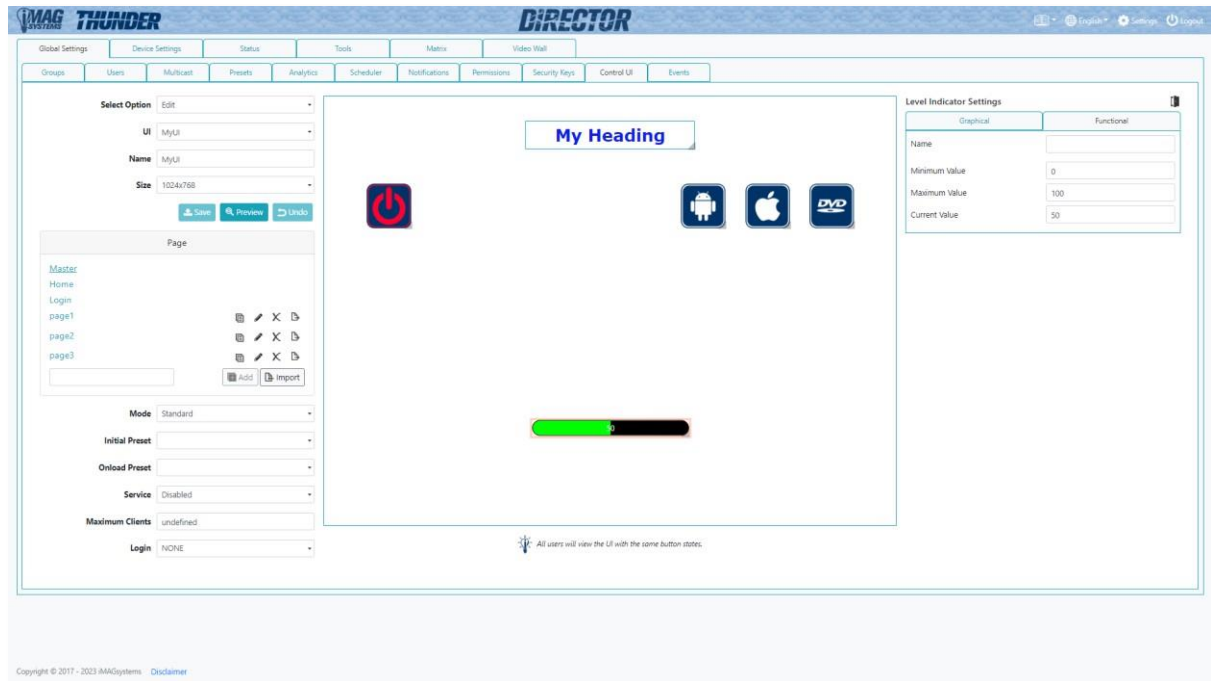 iMAG SYSTEMS THUNDER DiRECTOR English Settings Logout
Global Settings Device Settings Status Tools Matrix Video Wall
Groups Users Multicast Presets Analytics Scheduler Notifications Permissions Security Keys Control UI Events
Select Option Edit
UI MyUI
Name MyUI
Size 1024x768
Save Preview Undo
Page
Master
Home
Login
page1
page2
page3
Add Import
Mode Standard
Initial Preset
Onload Preset
Service Disabled
Maximum Clients undefined
Login NONE
My Heading
DVD
50
All users will view the UI with the same button states.
Level Indicator Settings
Graphical Functional
Name
Minimum Value 0
Maximum Value 100
Current Value 50
Copyright © 2017 - 2023 iMAGsystems Disclaimer